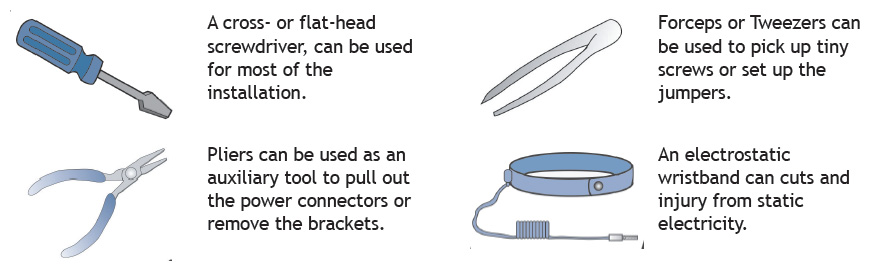 A cross- or flat-head
screwdriver, can be used
for most of the
installation.
Forceps or Tweezers can
be used to pick up tiny
screws or set up the
jumpers.
Pliers can be used as an
auxiliary tool to pull out
the power connectors or
remove the brackets.
An electrostatic
wristband can cuts and
injury from static
electricity.